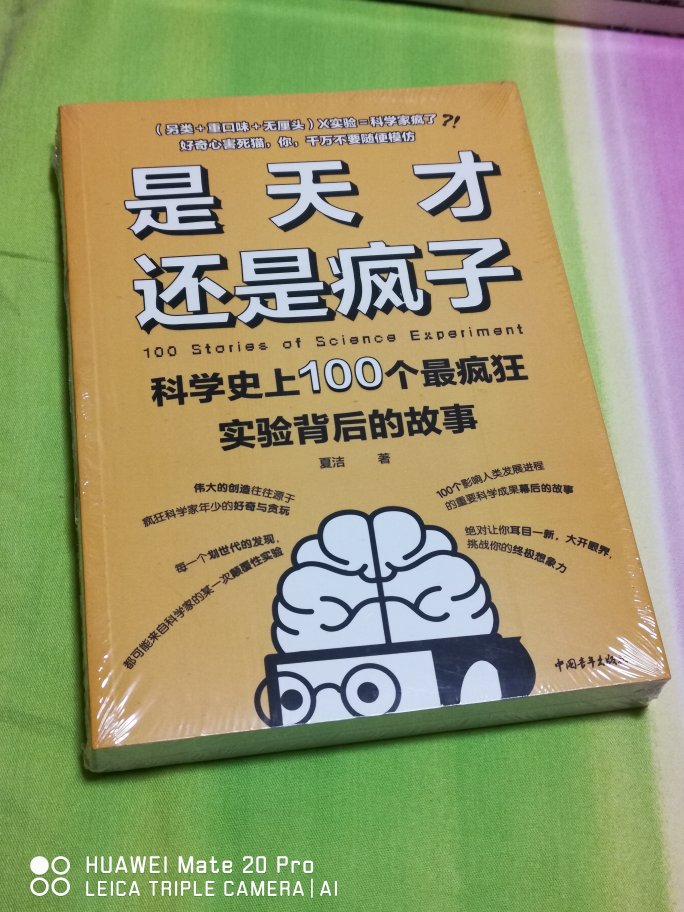 （另类+重口味+无厘头）X实验=科学家疯了?!
好奇心害死猫，你，千万不要随便模仿
是天才
还是疯子
100 Stories of Science Experiment
科学史上100个最疯狂
实验背后的故事
夏洁 著
伟大的创造往往源于
疯狂科学家年少的好奇与贪玩
100个影响人类发展进程
的重要科学成果幕后的故事
每一个划世代的发现，
都可能来自科学家的某一次颠覆性实验
绝对让你耳目一新，大开眼界，
挑战你的终极想象力
中国青年出版社
HUAWEI Mate 20 Pro
LEICA TRIPLE CAMERA | AI